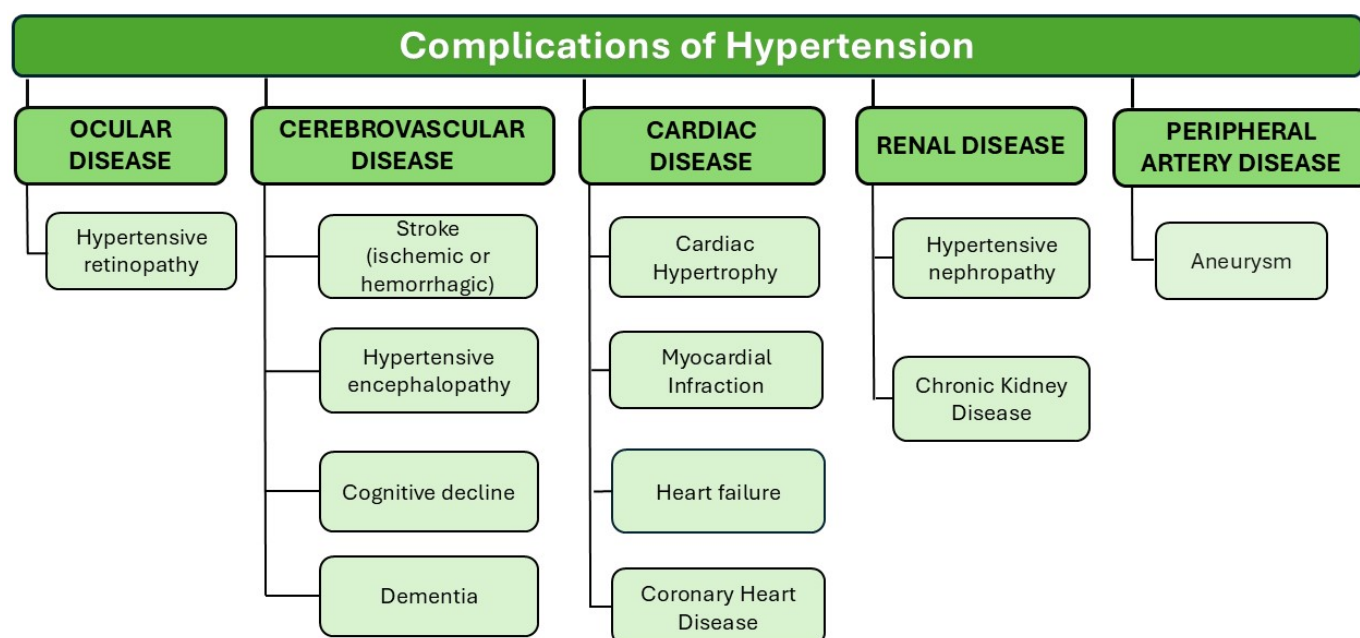 Complications of Hypertension
OCULAR
DISEASE
Hypertensive
retinopathy
CEREBROVASCULAR
DISEASE
Stroke
(ischemic or
hemorrhagic)
Hypertensive
encephalopathy
Cognitive decline
Dementia
CARDIAC
DISEASE
Cardiac
Hypertrophy
Myocardial
Infraction
Heart failure
Coronary Heart
Disease
RENAL DISEASE
Hypertensive
nephropathy
Chronic Kidney
Disease
PERIPHERAL
ARTERY DISEASE
Aneurysm